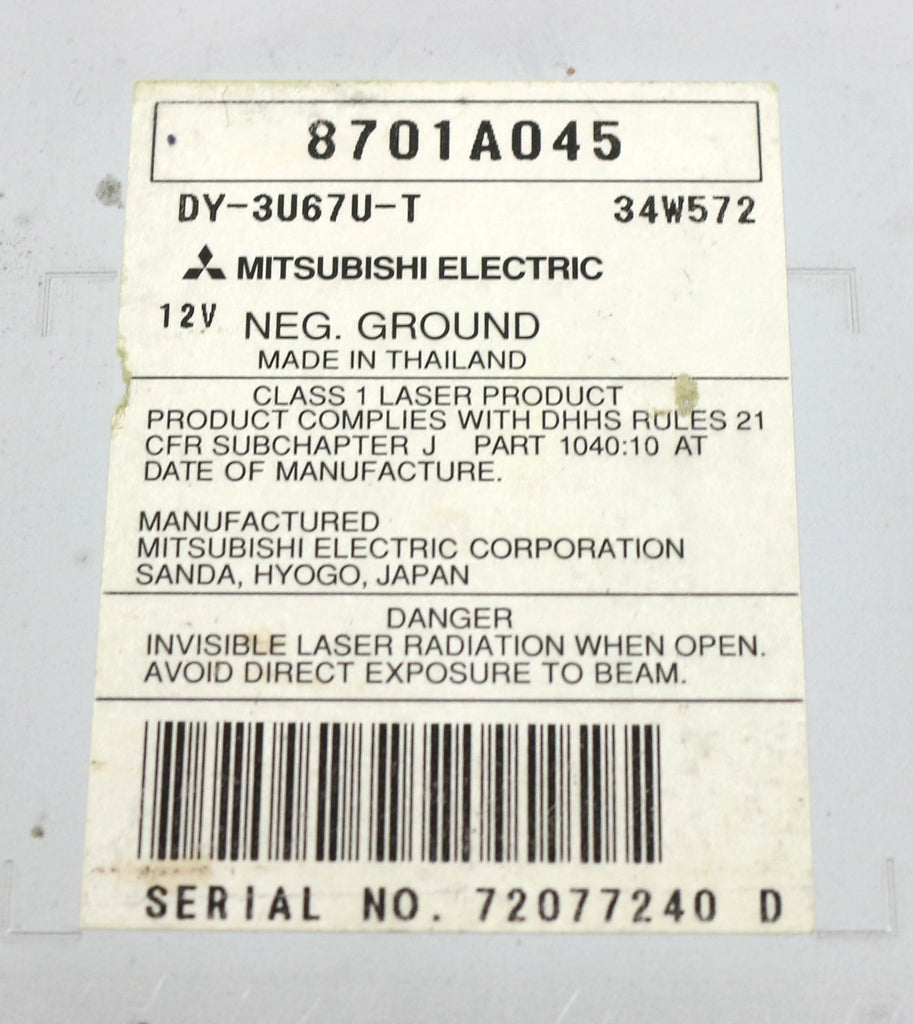 8701A045
DY-3U67U-T 34W572
MITSUBISHI ELECTRIC
12V NEG. GROUND
MADE IN THAILAND
CLASS 1 LASER PRODUCT
PRODUCT COMPLIES WITH DHHS RULES 21
CFR SUBCHAPTER J PART 1040:10 AT
DATE OF MANUFACTURE.
MANUFACTURED
MITSUBISHI ELECTRIC CORPORATION
SANDA, HYOGO, JAPAN
DANGER
INVISIBLE LASER RADIATION WHEN OPEN.
AVOID DIRECT EXPOSURE TO BEAM.
SERIAL NO. 72077240 D